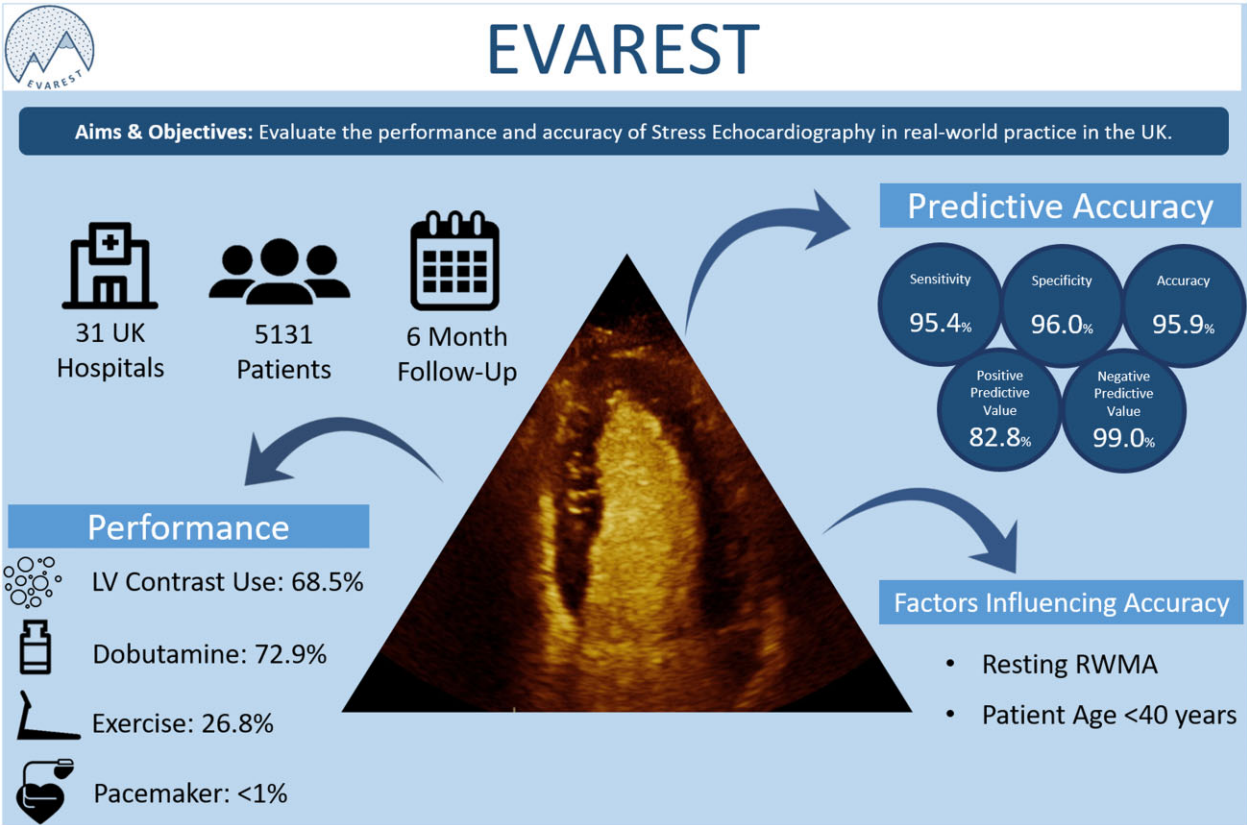 EVAREST
EVAREST
Aims & Objectives: Evaluate the performance and accuracy of Stress Echocardiography in real-world practice in the UK.
31 UK
Hospitals
5131
Patients
6 Month
Follow-Up
Predictive Accuracy
Sensitivity
95.4%
Specificity
96.0%
Accuracy
95.9%
Positive
Predictive
Value
82.8%
Negative
Predictive
Value
99.0%
Performance
LV Contrast Use: 68.5%
Dobutamine: 72.9%
Exercise: 26.8%
Pacemaker: <1%
Factors Influencing Accuracy
• Resting RWMA
• Patient Age <40 years